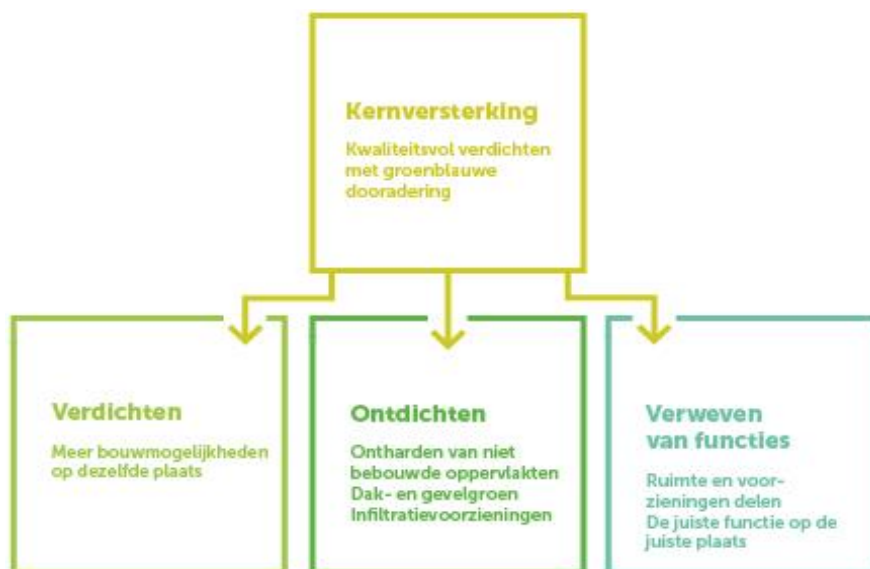 Kernversterking
Kwaliteitsvol verdichten
met groenblauwe
dooradering
Verdichten
Meer bouwmogelijkheden
op dezelfde plaats
Ontdichten
Ontharden van niet
bebouwde oppervlakten
Dak- en gevelgroen
Infiltratievoorzieningen
Verweven
van functies
Ruimte en voor-
zieningen delen
De juiste functie op de
juiste plaats